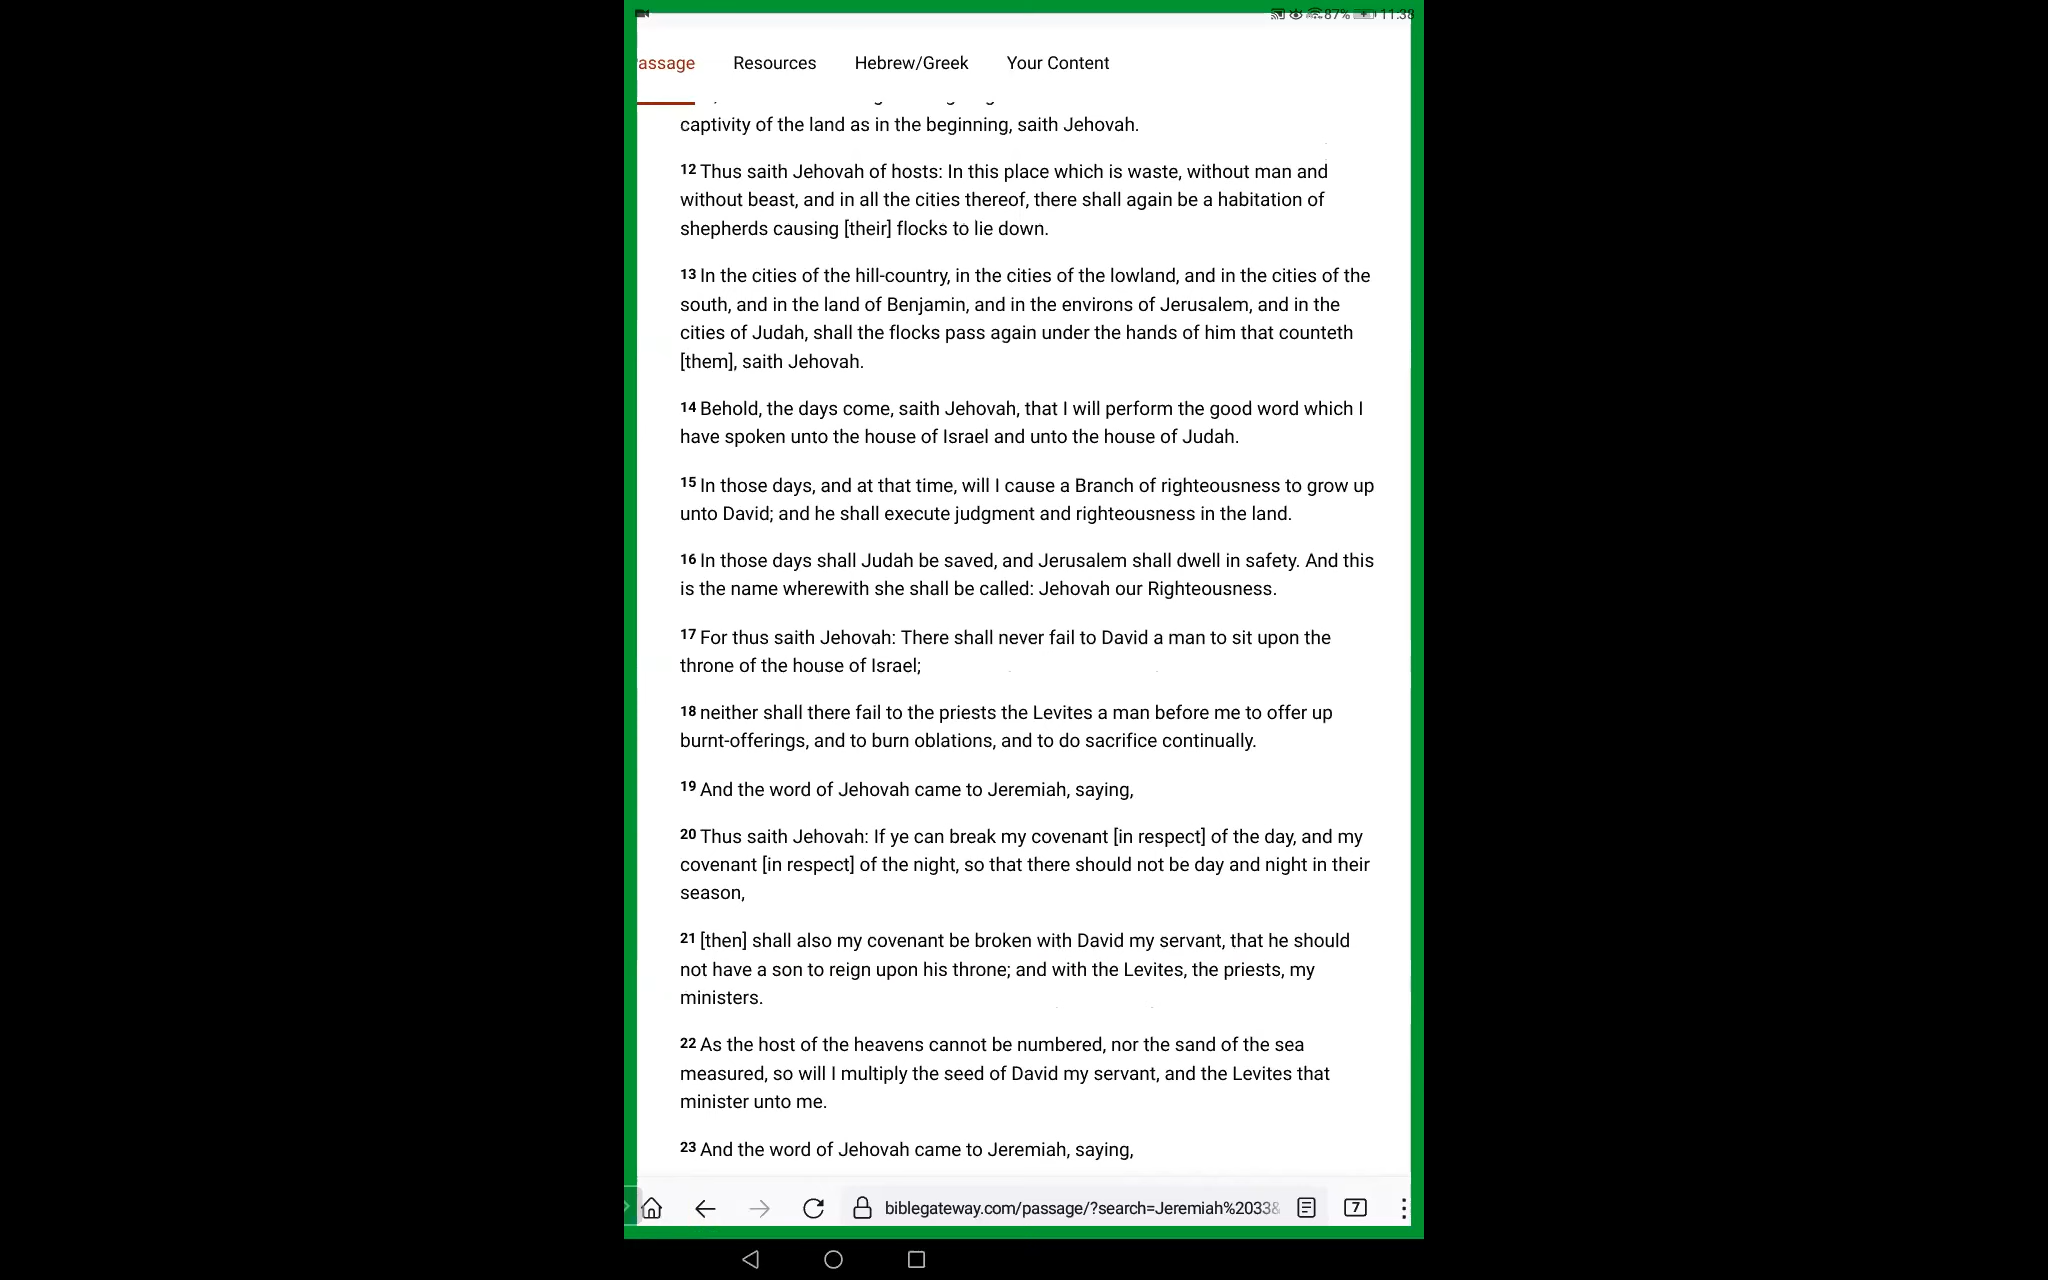 87% 11:38
assage Resources Hebrew/Greek Your Content
captivity of the land as in the beginning, saith Jehovah.
12 Thus saith Jehovah of hosts: In this place which is waste, without man and
without beast, and in all the cities thereof, there shall again be a habitation of
shepherds causing [their] flocks to lie down.
13 In the cities of the hill-country, in the cities of the lowland, and in the cities of the
south, and in the land of Benjamin, and in the environs of Jerusalem, and in the
cities of Judah, shall the flocks pass again under the hands of him that counteth
[them], saith Jehovah.
14 Behold, the days come, saith Jehovah, that I will perform the good word which I
have spoken unto the house of Israel and unto the house of Judah.
15 In those days, and at that time, will I cause a Branch of righteousness to grow up
unto David; and he shall execute judgment and righteousness in the land.
16 In those days shall Judah be saved, and Jerusalem shall dwell in safety. And this
is the name wherewith she shall be called: Jehovah our Righteousness.
17 For thus saith Jehovah: There shall never fail to David a man to sit upon the
throne of the house of Israel;
18 neither shall there fail to the priests the Levites a man before me to offer up
burnt-offerings, and to burn oblations, and to do sacrifice continually.
19 And the word of Jehovah came to Jeremiah, saying,
20 Thus saith Jehovah: If ye can break my covenant [in respect] of the day, and my
covenant [in respect] of the night, so that there should not be day and night in their
season,
21 [then] shall also my covenant be broken with David my servant, that he should
not have a son to reign upon his throne; and with the Levites, the priests, my
ministers.
22 As the host of the heavens cannot be numbered, nor the sand of the sea
measured, so will I multiply the seed of David my servant, and the Levites that
minister unto me.
23 And the word of Jehovah came to Jeremiah, saying,
biblegateway.com/passage/?search=Jeremiah%2033& 7